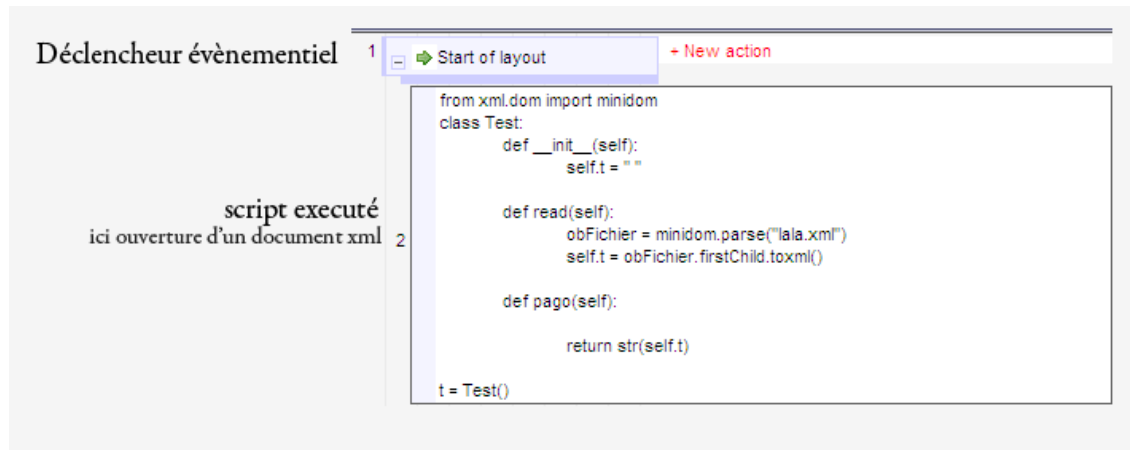 Déclencheur évènementiel 1 Start of layout + New action
from xml.dom import minidom
class Test:
def __init__(self):
self.t = " "
script executé
ici ouverture d'un document xml 2
def read(self):
obFichier = minidom.parse("lala.xml")
self.t = obFichier.firstChild.toxml()
def pago(self):
return str(self.t)
t = Test()